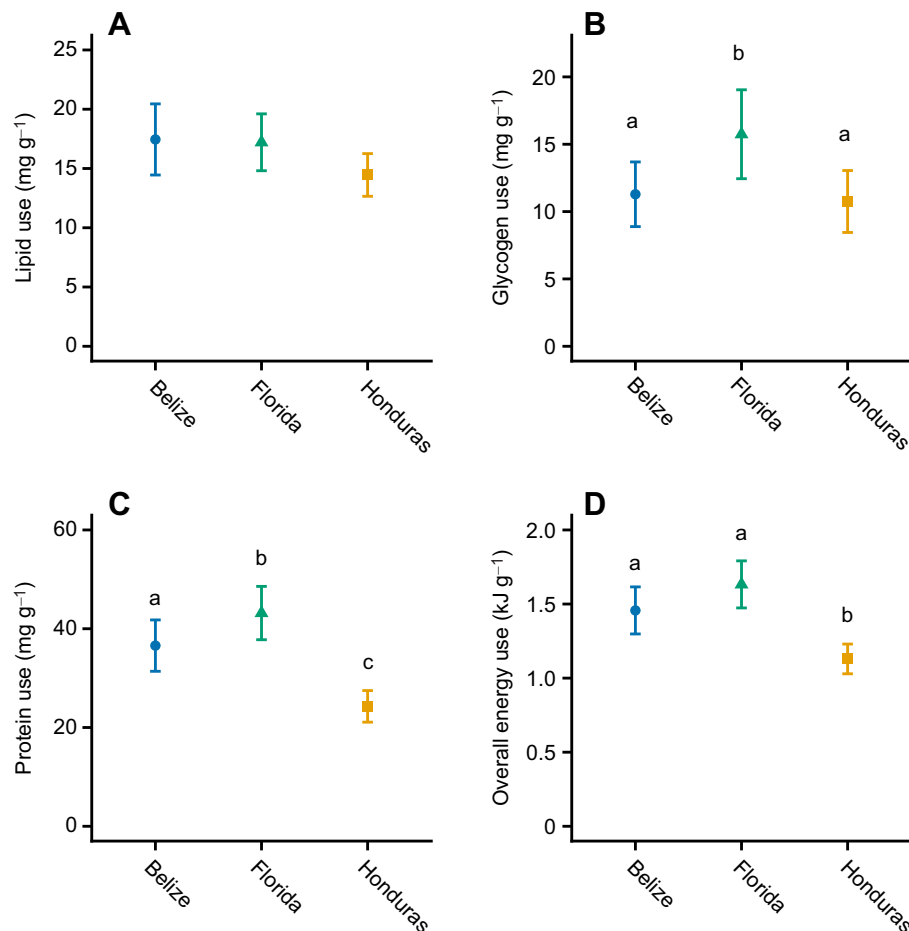 A
Lipid use (mg g⁻¹)
25
20
15
10
5
0
Belize
Florida
Honduras
B
Glycogen use (mg g⁻¹)
20
15
10
5
0
a
b
a
Belize
Florida
Honduras
C
Protein use (mg g⁻¹)
60
40
20
0
a
b
c
Belize
Florida
Honduras
D
Overall energy use (kJ g⁻¹)
2.0
1.5
1.0
0.5
0
a
a
b
Belize
Florida
Honduras